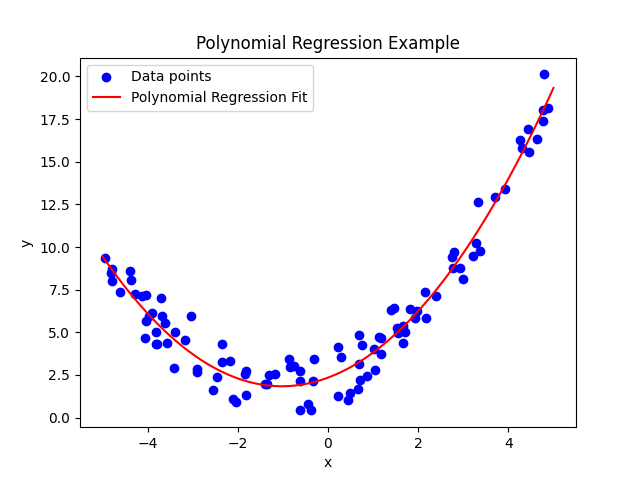 Polynomial Regression Example
Data points
Polynomial Regression Fit
20.0
17.5
15.0
12.5
10.0
7.5
5.0
2.5
0.0
y
−4 −2 0 2 4
x